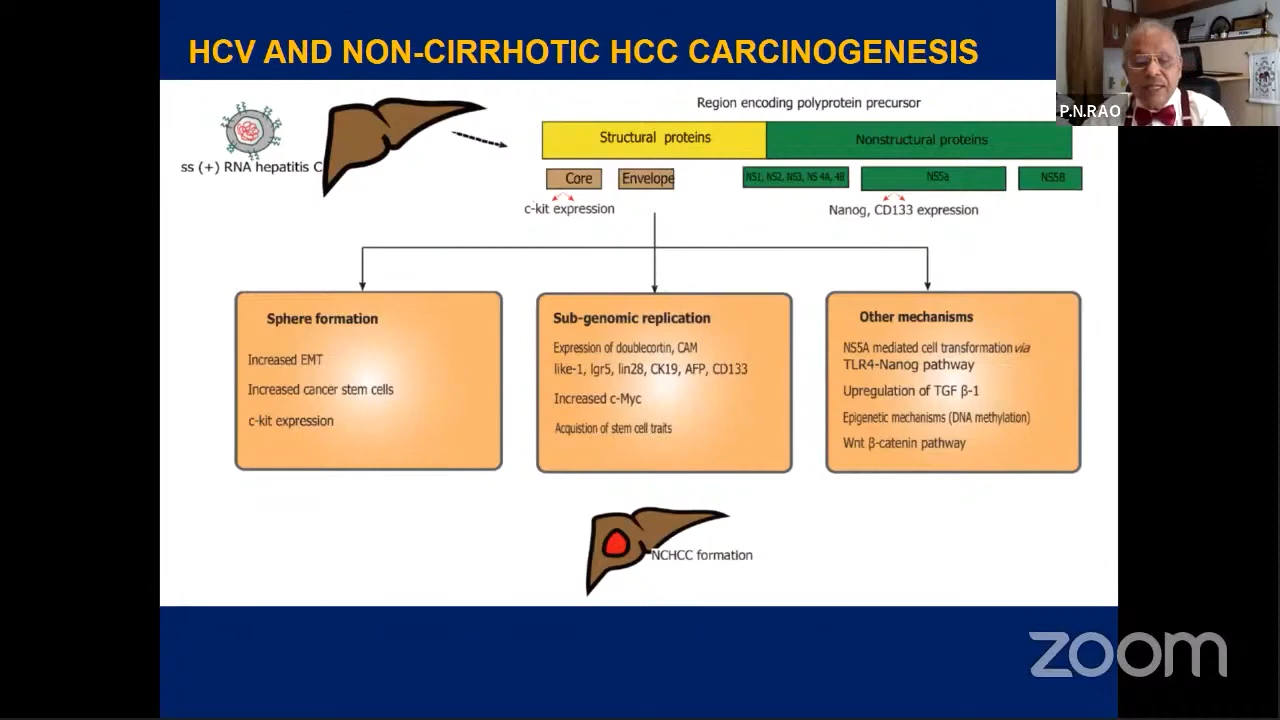 HCV AND NON-CIRRHOTIC HCC CARCINOGENESIS
P.N.RAO
Region encoding polyprotein precursor
ss (+) RNA hepatitis C
Structural proteins
Nonstructural proteins
Core
Envelope
NS1, NS2, NS3, NS 4A, 4B
NS5a
NS5B
c-kit expression
Nanog, CD133 expression
Sphere formation
Increased EMT
Increased cancer stem cells
c-kit expression
Sub-genomic replication
Expression of doublecortin, CAM
like-1, lgr5, lin28, CK19, AFP, CD133
Increased c-Myc
Acquistion of stem cell traits
Other mechanisms
NS5A mediated cell transformation via
TLR4-Nanog pathway
Upregulation of TGF β-1
Epigenetic mechanisms (DNA methylation)
Wnt β-catenin pathway
NCHCC formation
zoom